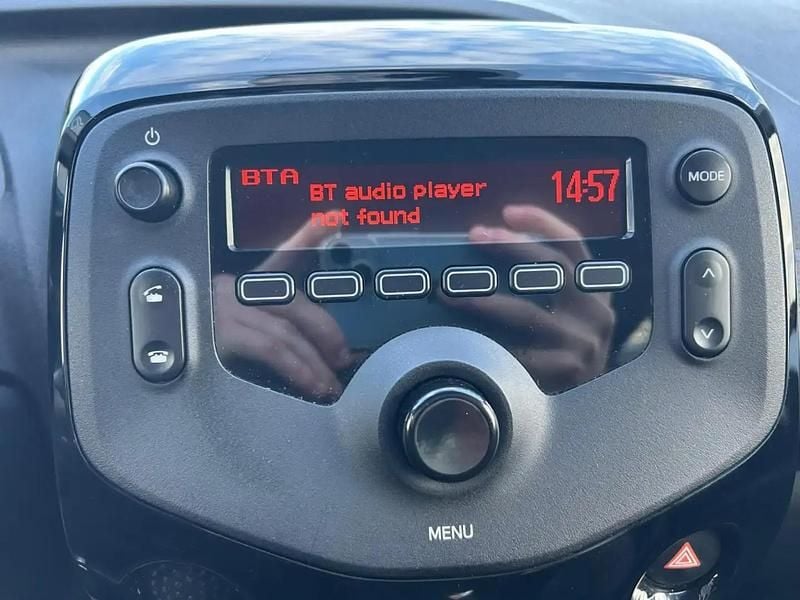 BTA
BT audio player
not found
14:57
MODE
MENU